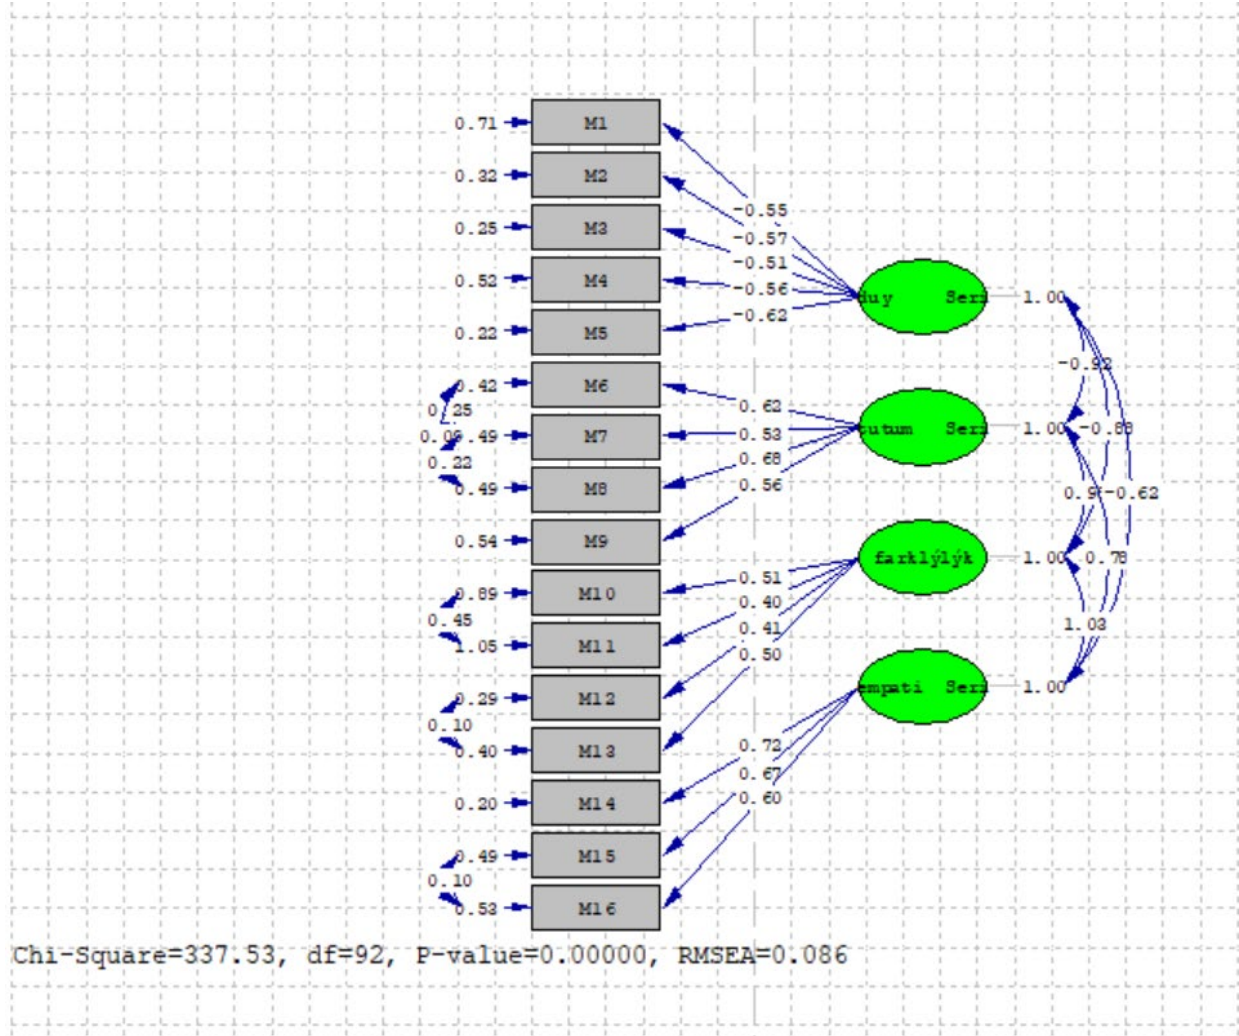 0.71 M1
0.32 M2
-0.55
0.25 M3
-0.57
-0.51
0.52 M4
-0.56
duy Seri 1.00
-0.62
0.22 M5
-0.92
0.42 M6
0.62
0.25
0.09 0.49 M7
0.53
tutum Seri 1.00 -0.88
0.22
0.68
0.49 M8
0.56
0.9 -0.62
0.54 M9
farklýlýk 1.00 0.78
0.51
0.89 M10
0.40
0.45
0.41
1.03
1.05 M11
0.50
empati Seri 1.00
0.29 M12
0.10
0.72
0.40 M13
0.67
0.60
0.20 M14
0.49 M15
0.10
0.53 M16
Chi-Square=337.53, df=92, P-value=0.00000, RMSEA=0.086